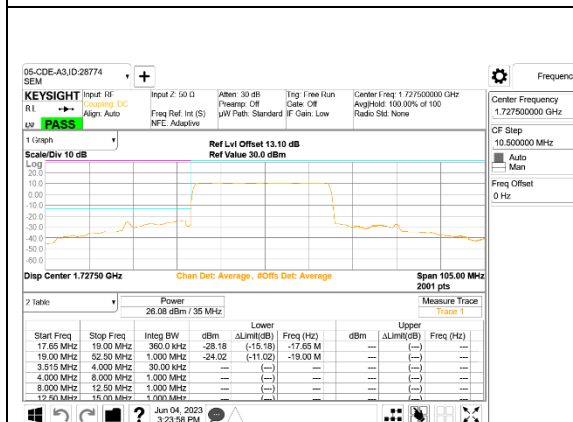 05-CDE-A3,ID:28774
SEM
+
Frequenc
KEYSIGHT Input: RF Input Z: 50 Ω Atten: 30 dB Trig: Free Run Center Freq: 1.727500000 GHz
R L Coupling: DC Preamp: Off Gate: Off Avg|Hold: 100.00% of 100
Align: Auto Freq Ref: Int (S) µW Path: Standard IF Gain: Low Radio Std: None
NFE: Adaptive
PASS
Center Frequency
1.727500000 GHz
CF Step
10.500000 MHz
Auto
Man
Freq Offset
0 Hz
1 Graph
Ref Lvl Offset 13.10 dB
Scale/Div 10 dB Ref Value 30.0 dBm
Log
20.0
10.0
0.00
-10.0
-20.0
-30.0
-40.0
-50.0
-60.0
Disp Center 1.72750 GHz Chan Det: Average, #Offs Det: Average Span 105.00 MHz
2001 pts
2 Table Power Measure Trace
26.08 dBm / 35 MHz Trace 1
Lower Upper
Start Freq Stop Freq Integ BW dBm ΔLimit(dB) Freq (Hz) dBm ΔLimit(dB) Freq (Hz)
17.65 MHz 19.00 MHz 360.0 kHz -28.18 (-15.18) -17.65 M --- (---) ---
19.00 MHz 52.50 MHz 1.000 MHz -24.02 (-11.02) -19.00 M --- (---) ---
3.515 MHz 4.000 MHz 30.00 kHz --- (---) --- --- (---) ---
4.000 MHz 8.000 MHz 1.000 MHz --- (---) --- --- (---) ---
8.000 MHz 12.50 MHz 1.000 MHz --- (---) --- --- (---) ---
12.50 MHz 15.00 MHz 1.000 MHz --- (---) --- --- (---) ---
? Jun 04, 2023
3:23:58 PM